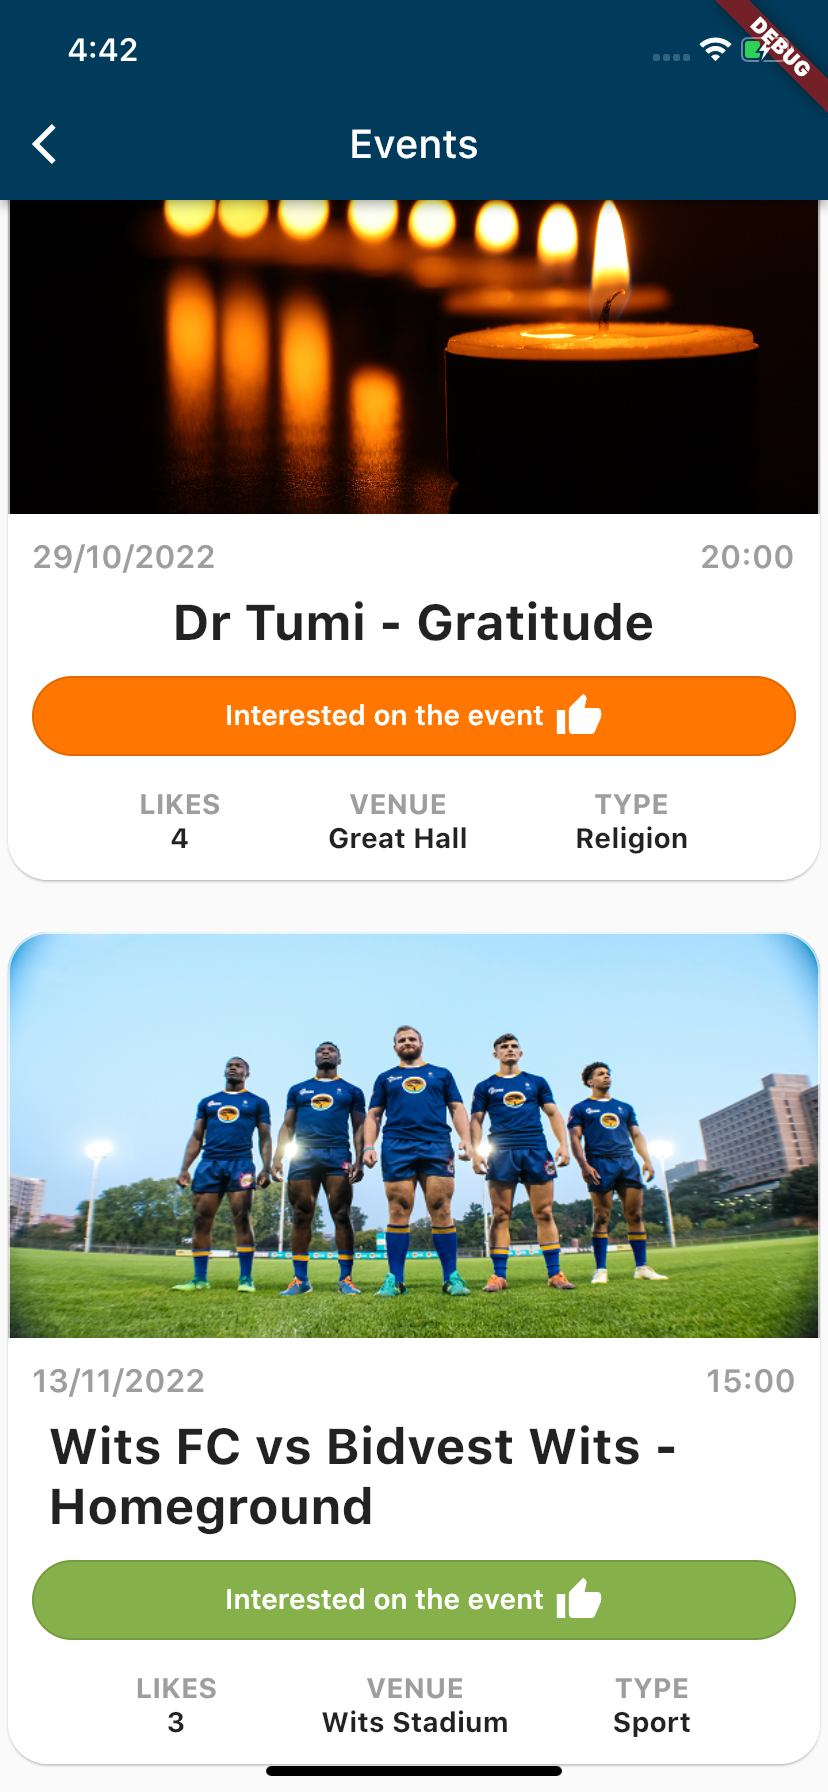 4:42
DEBUG
Events
29/10/2022 20:00
Dr Tumi - Gratitude
Interested on the event
LIKES VENUE TYPE
4 Great Hall Religion
13/11/2022 15:00
Wits FC vs Bidvest Wits -
Homeground
Interested on the event
LIKES VENUE TYPE
3 Wits Stadium Sport